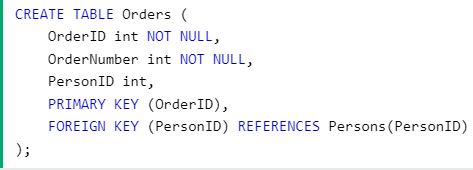 CREATE TABLE Orders (
    OrderID int NOT NULL,
    OrderNumber int NOT NULL,
    PersonID int,
    PRIMARY KEY (OrderID),
    FOREIGN KEY (PersonID) REFERENCES Persons(PersonID)
);